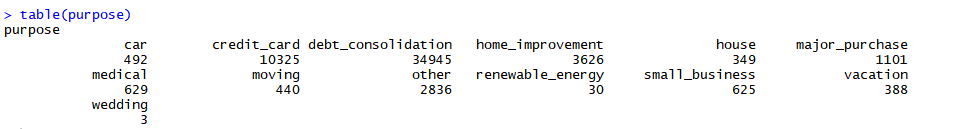 > table(purpose)
purpose
car credit_card debt_consolidation home_improvement house major_purchase
492 10325 34945 3626 349 1101
medical moving other renewable_energy small_business vacation
629 440 2836 30 625 388
wedding
3